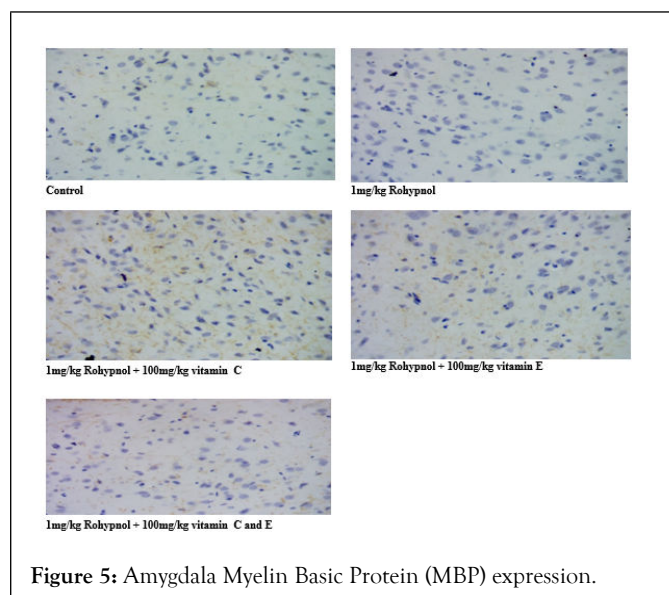 Control
1mg/kg Rohypnol
1mg/kg Rohypnol + 100mg/kg vitamin C
1mg/kg Rohypnol + 100mg/kg vitamin E
1mg/kg Rohypnol + 100mg/kg vitamin C and E
Figure 5: Amygdala Myelin Basic Protein (MBP) expression.